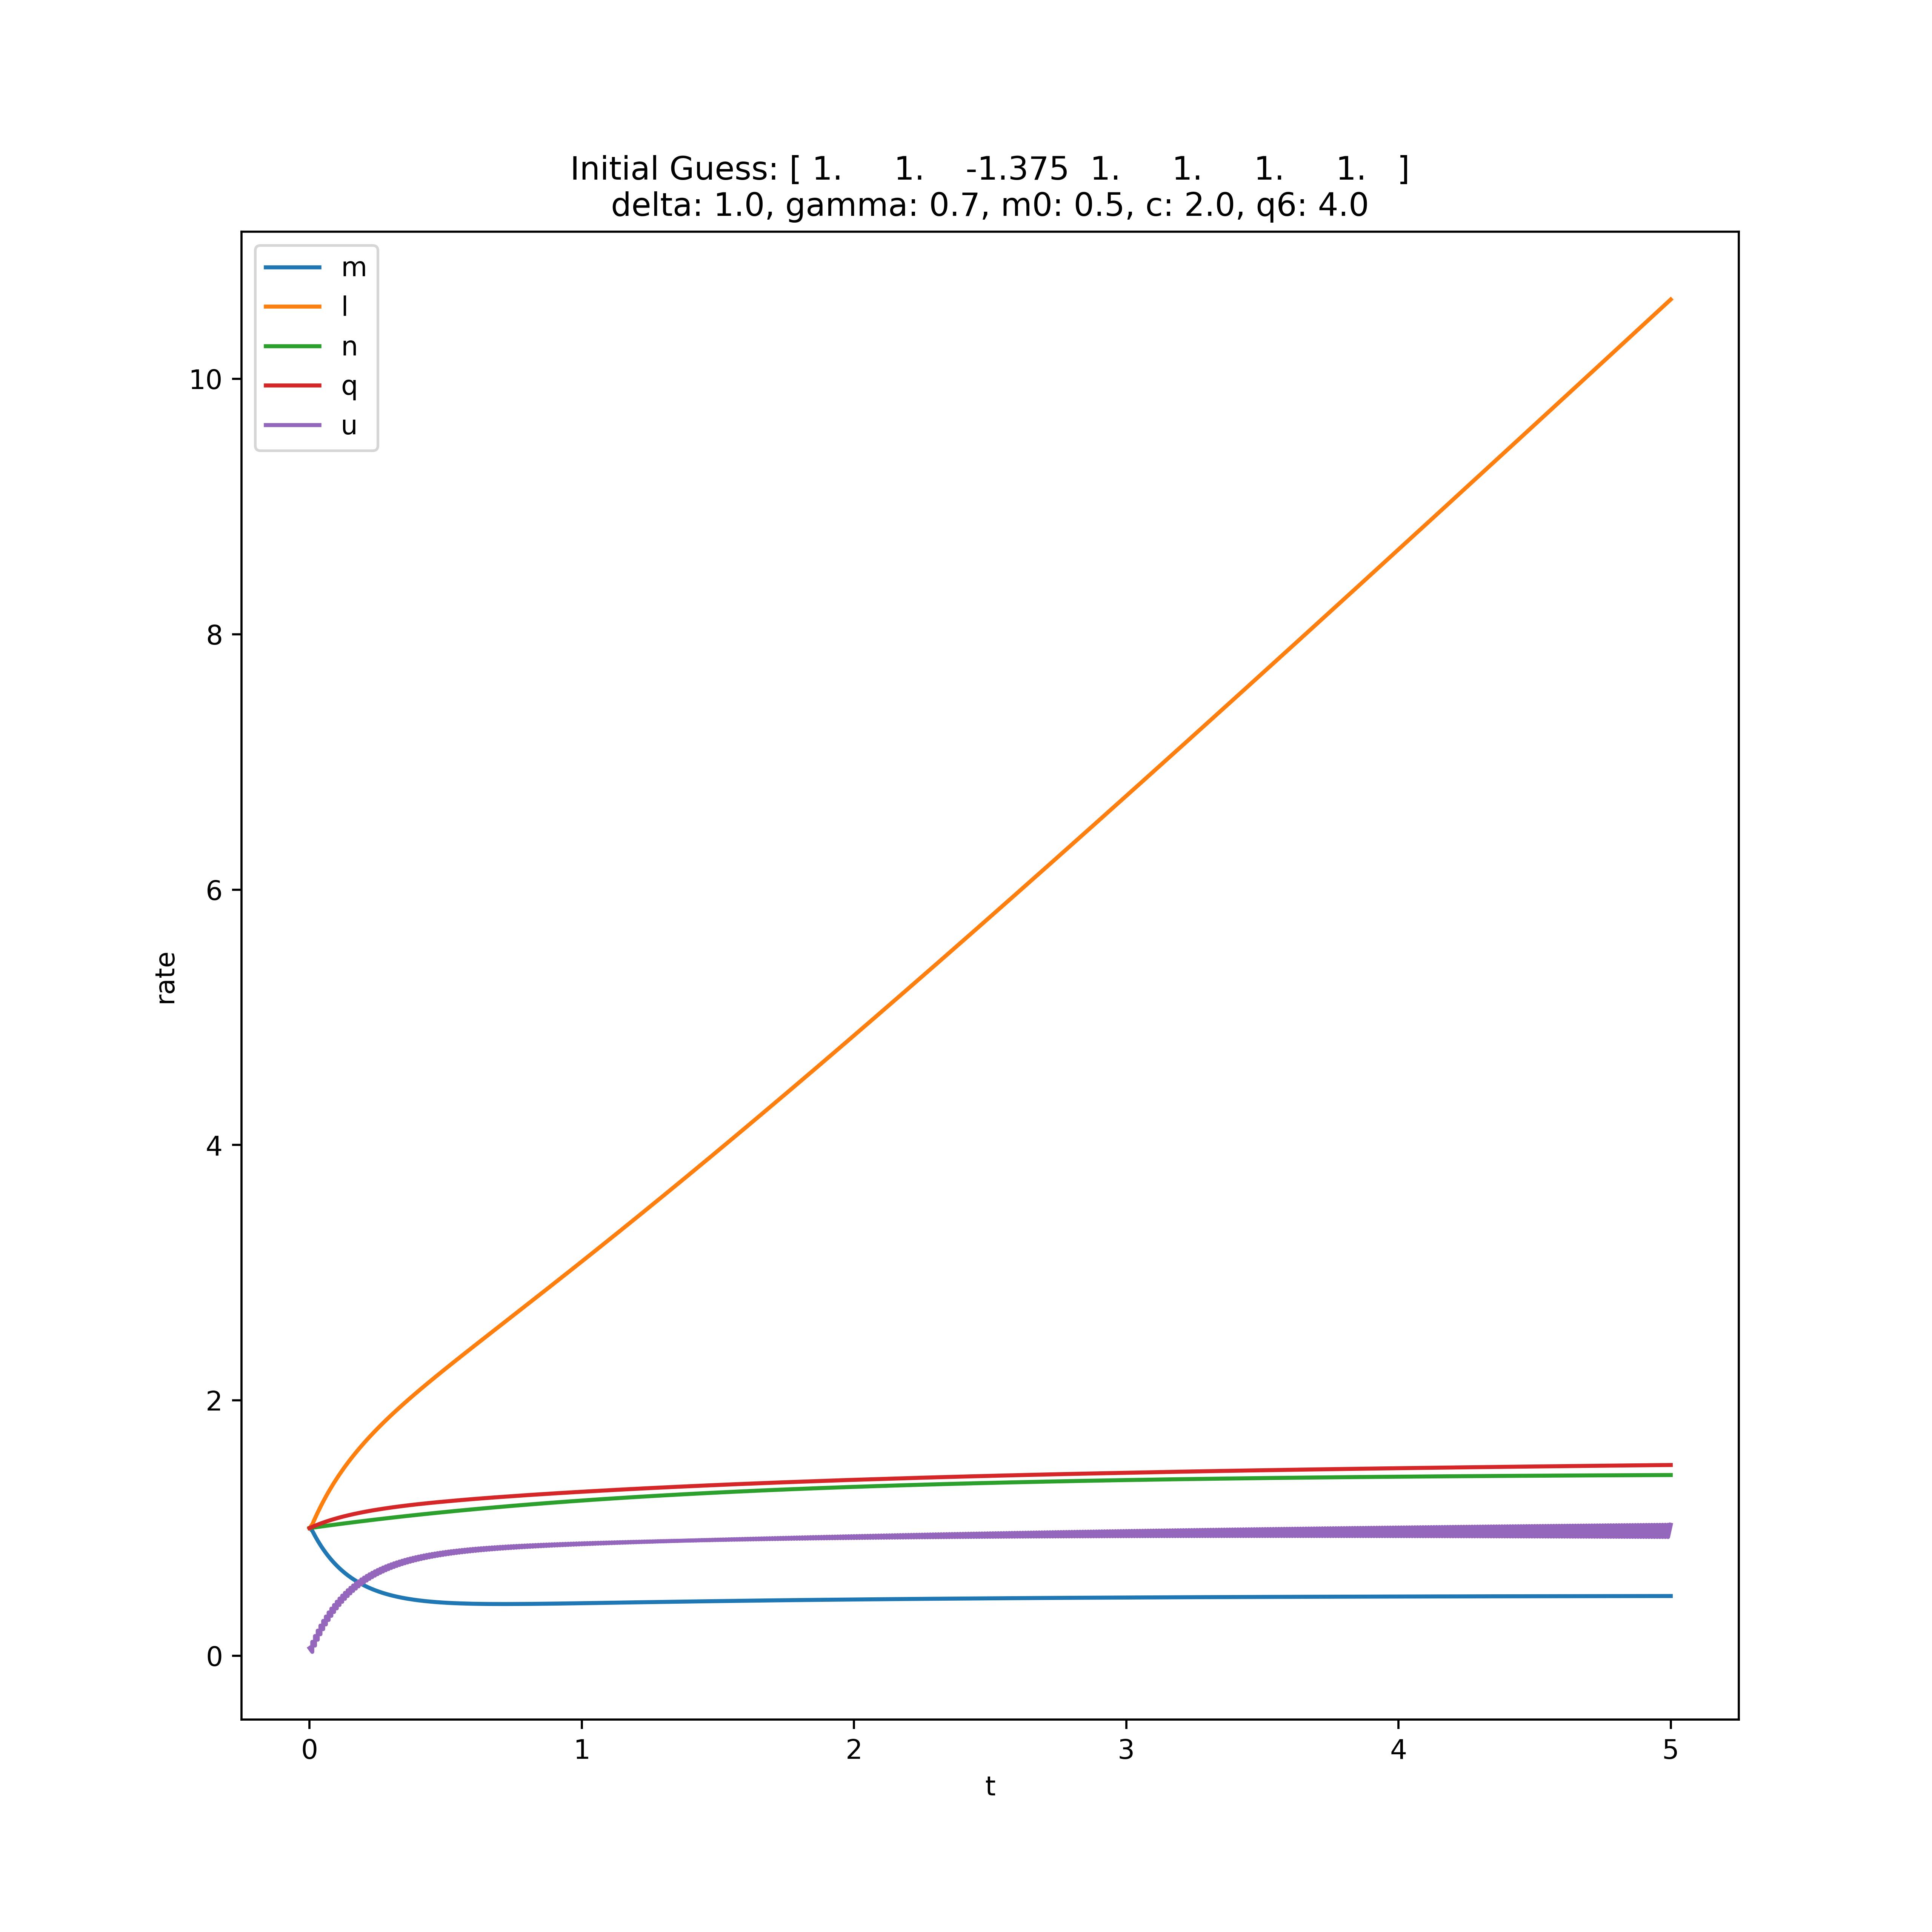 Initial Guess: [ 1. 1. -1.375 1. 1. 1. 1. ]
delta: 1.0, gamma: 0.7, m0: 0.5, c: 2.0, q6: 4.0
m
l
n
q
u
10
8
6
4
2
0
rate
0 1 2 3 4 5
t